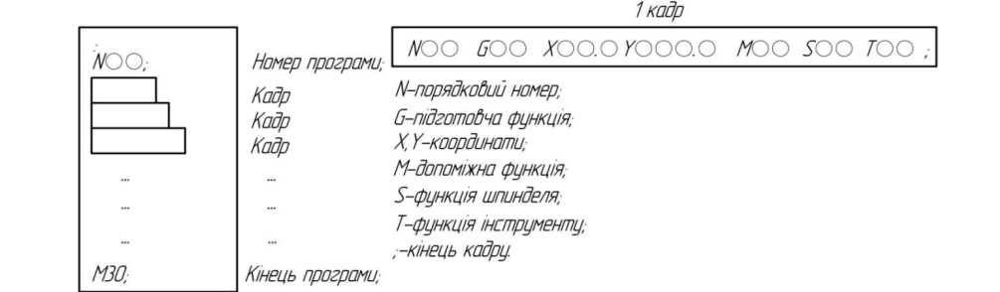 1 кадр
;
N○○;
Номер програми;
N○○ G○○ X○○.○Y○○○.○ M○○ S○○ T○○ ;
Кадр
Кадр
Кадр
... ...
... ...
... ...
M30;
Кінець програми;
N–порядковий номер;
G–підготовча функція;
X,Y–координати;
M–допоміжна функція;
S–функція шпинделя;
T–функція інструменту;
;–кінець кадру.